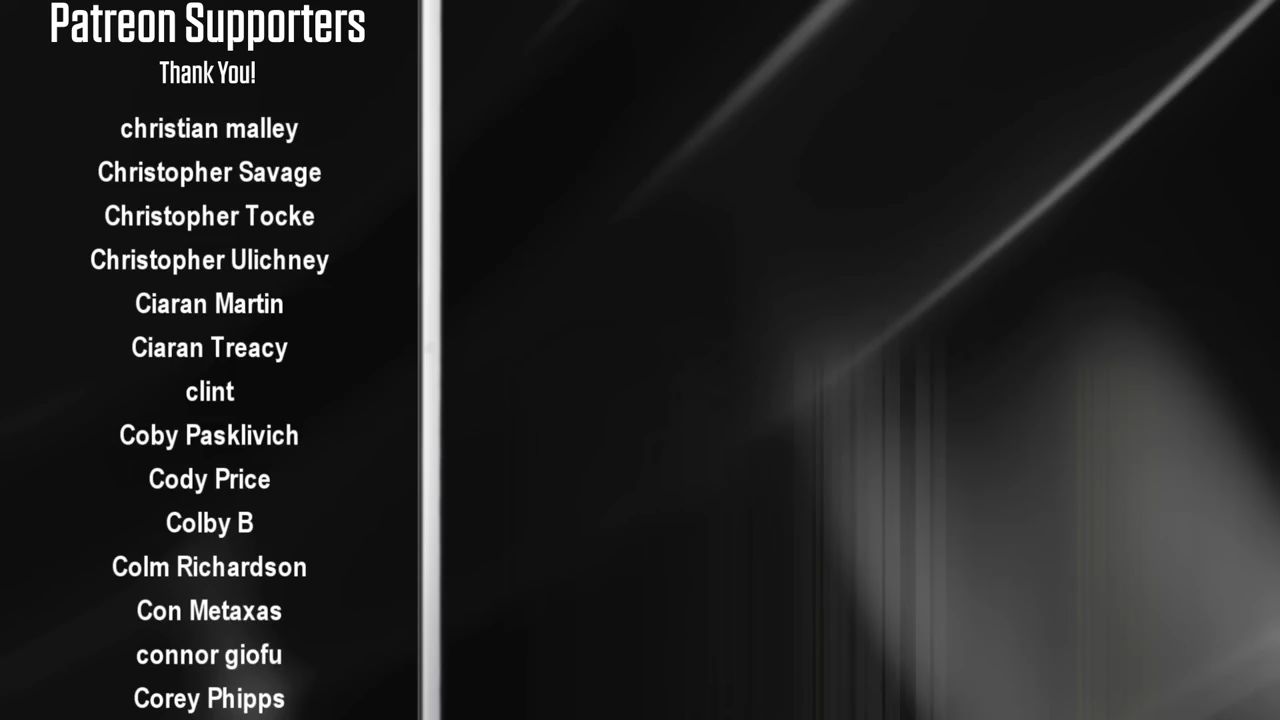 Patreon Supporters
Thank You!
christian malley
Christopher Savage
Christopher Tocke
Christopher Ulichney
Ciaran Martin
Ciaran Treacy
clint
Coby Pasklivich
Cody Price
Colby B
Colm Richardson
Con Metaxas
connor giofu
Corey Phipps